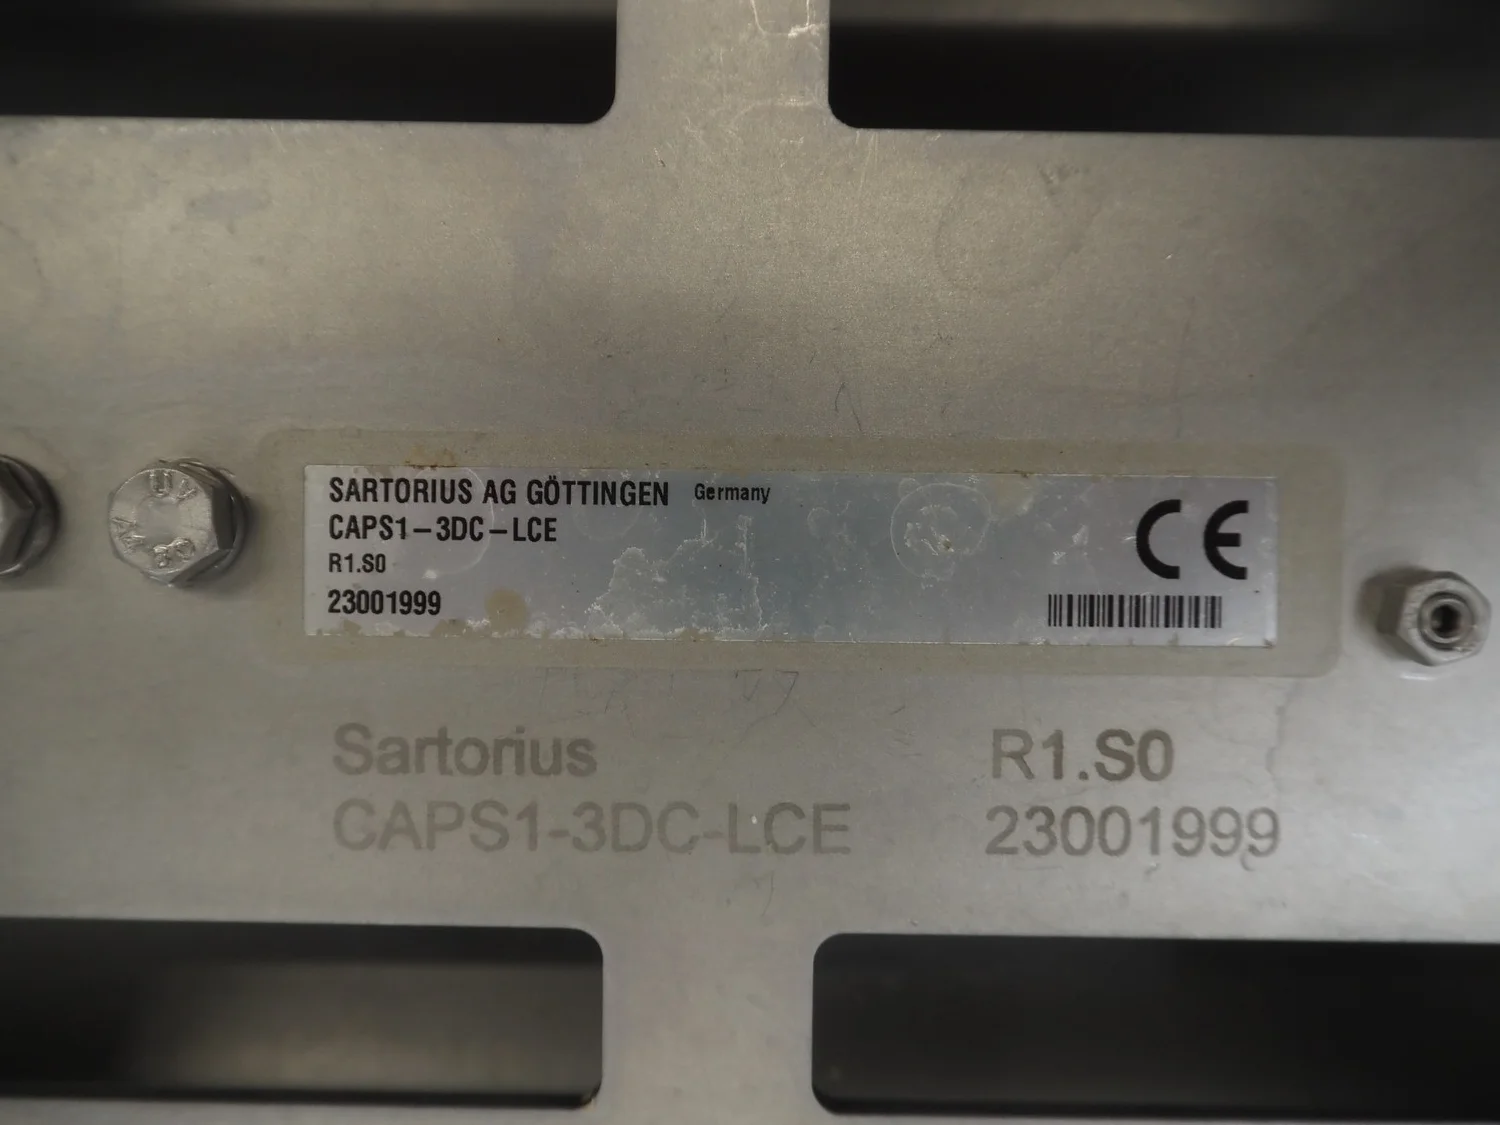 SARTORIUS AG GÖTTINGEN Germany
CAPS1-3DC-LCE
R1.S0
23001999
CE
Sartorius R1.S0
CAPS1-3DC-LCE 23001999